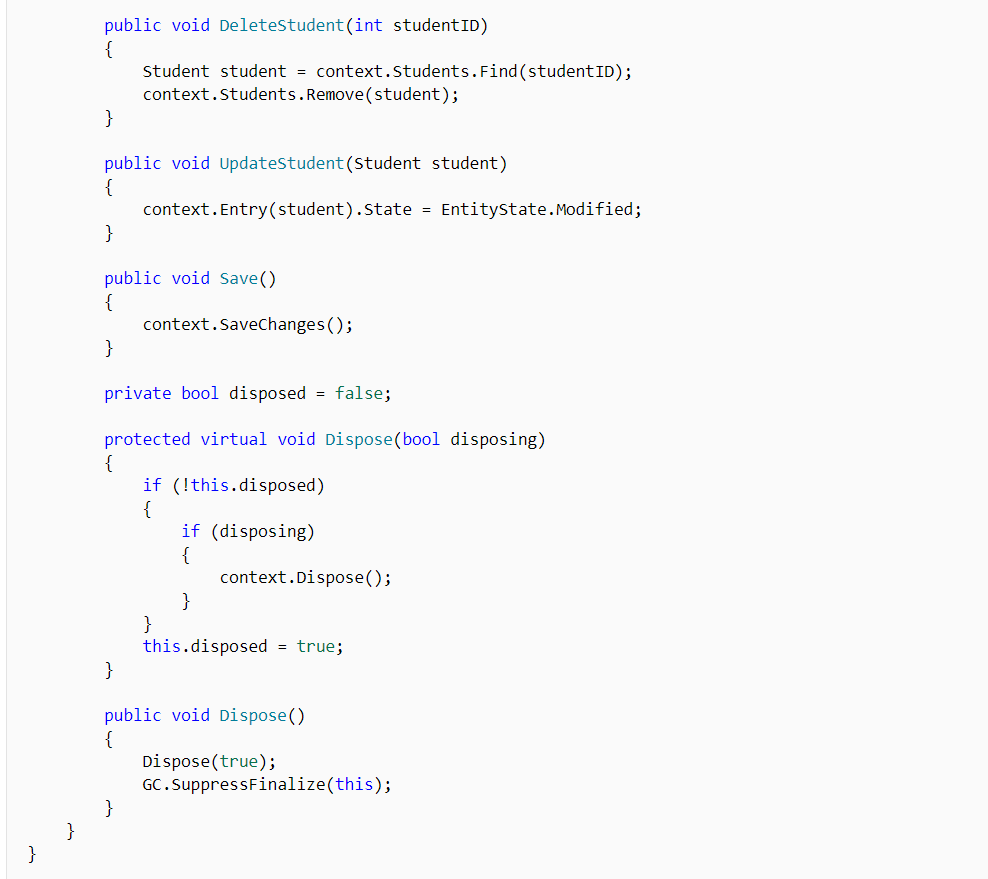 public void DeleteStudent(int studentID)
{
Student student = context.Students.Find(studentID);
context.Students.Remove(student);
}
public void UpdateStudent(Student student)
{
context.Entry(student).State = EntityState.Modified;
}
public void Save()
{
context.SaveChanges();
}
private bool disposed = false;
protected virtual void Dispose(bool disposing)
{
if (!this.disposed)
{
if (disposing)
{
context.Dispose();
}
}
this.disposed = true;
}
public void Dispose()
{
Dispose(true);
GC.SuppressFinalize(this);
}
}
}